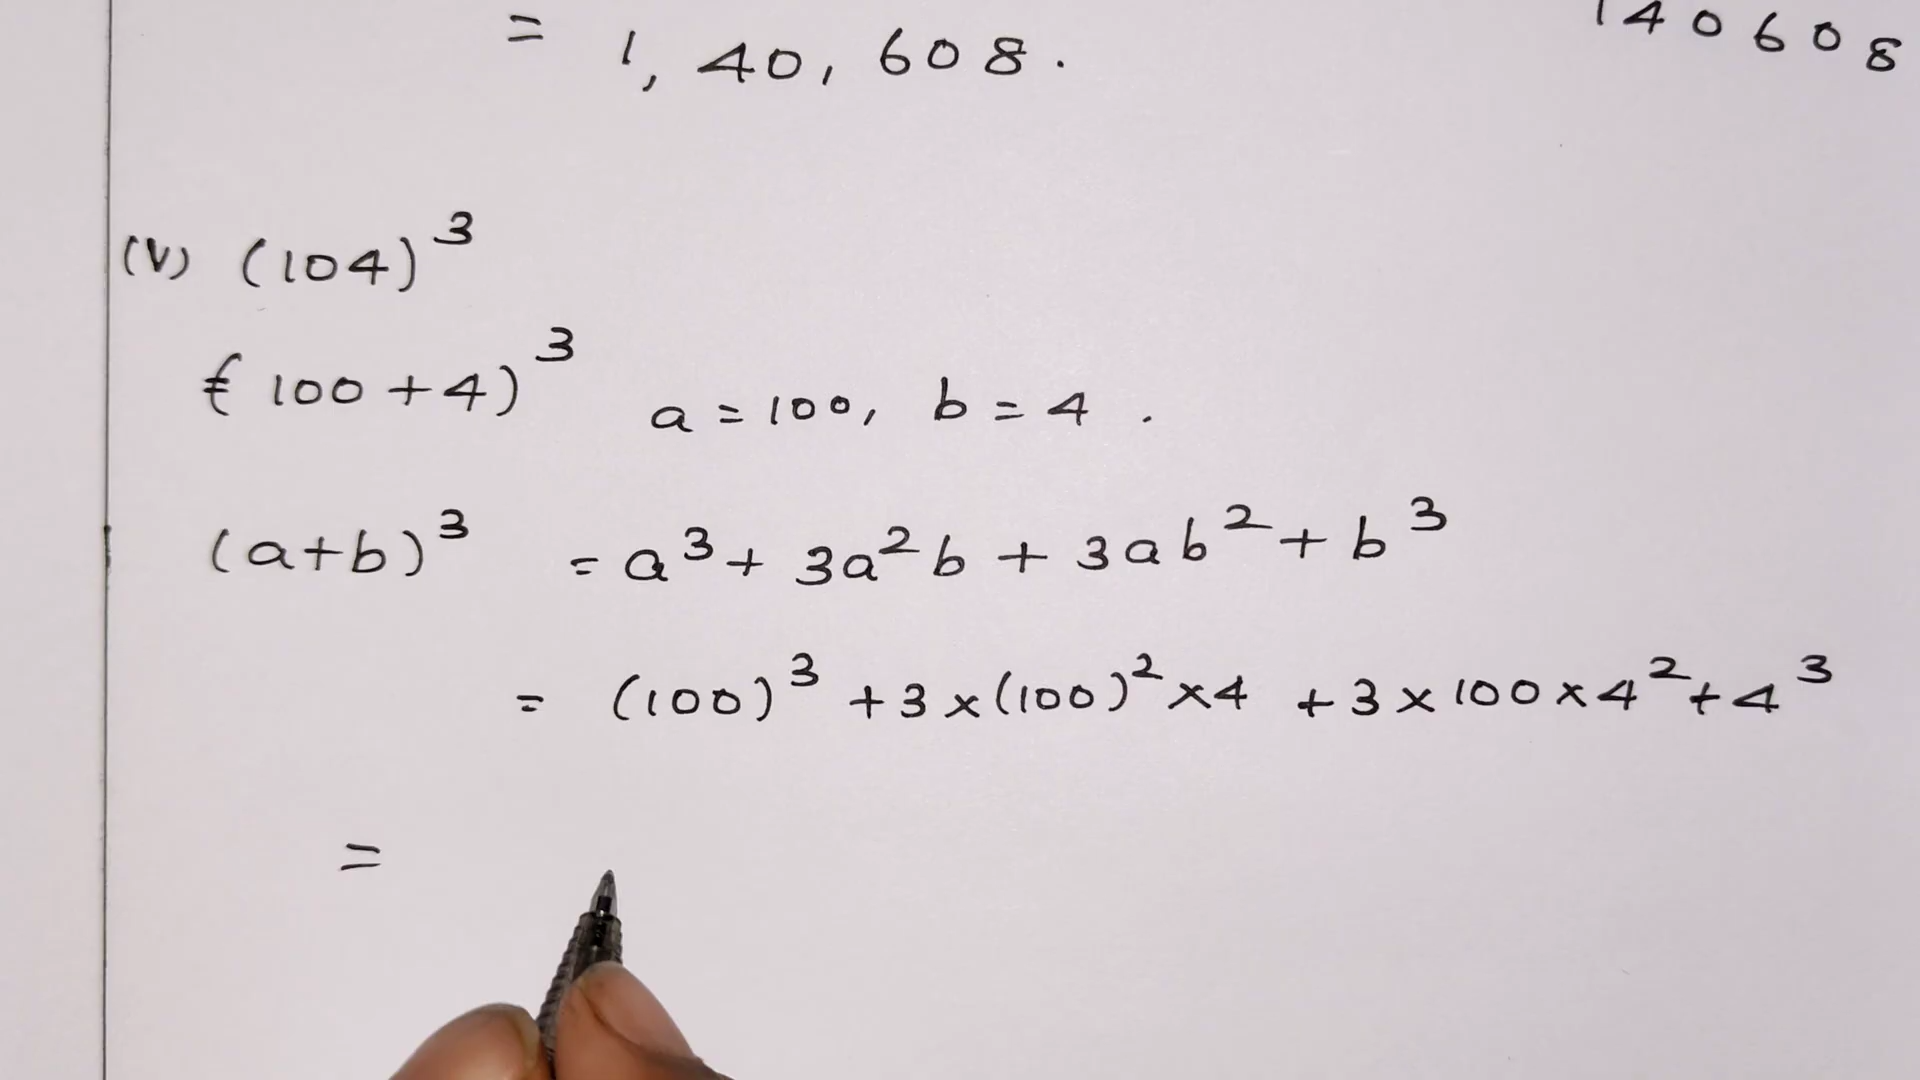 = 1, 40, 608.
140608
(V) (104)³
(100 + 4)³ a = 100, b = 4 .
(a+b)³ = a³ + 3a²b + 3ab² + b³
= (100)³ + 3 × (100)² × 4 + 3 × 100 × 4² + 4³
=